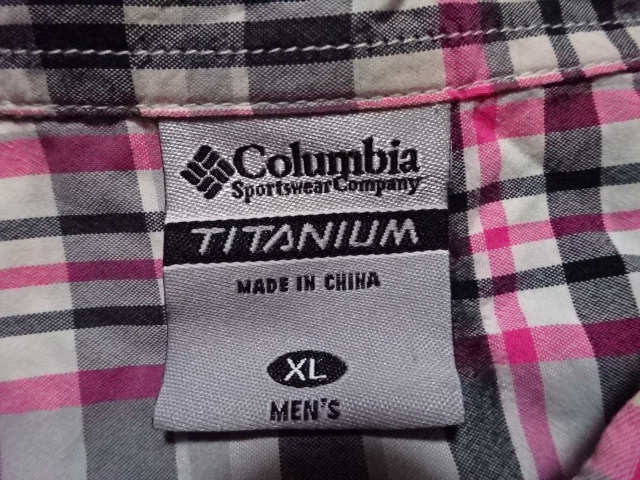 Columbia
Sportswear Company
TITANIUM
MADE IN CHINA
XL
MEN'S